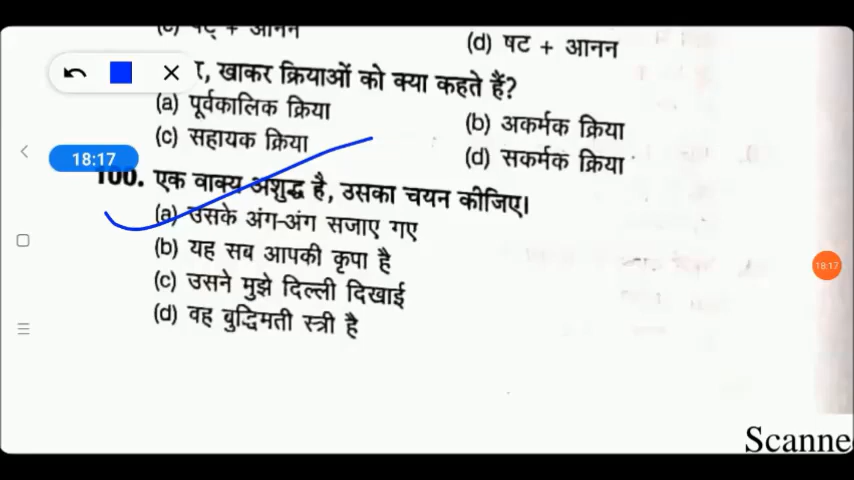 (d) षट + आनन
खाकर क्रियाओं को क्या कहते हैं?
(a) पूर्वकालिक क्रिया
(b) अकर्मक क्रिया
(c) सहायक क्रिया
(d) सकर्मक क्रिया
18:17
100. एक वाक्य अशुद्ध है, उसका चयन कीजिए।
(a) उसके अंग-अंग सजाए गए
(b) यह सब आपकी कृपा है
(c) उसने मुझे दिल्ली दिखाई
(d) वह बुद्धिमती स्त्री है
18:17
Scanne